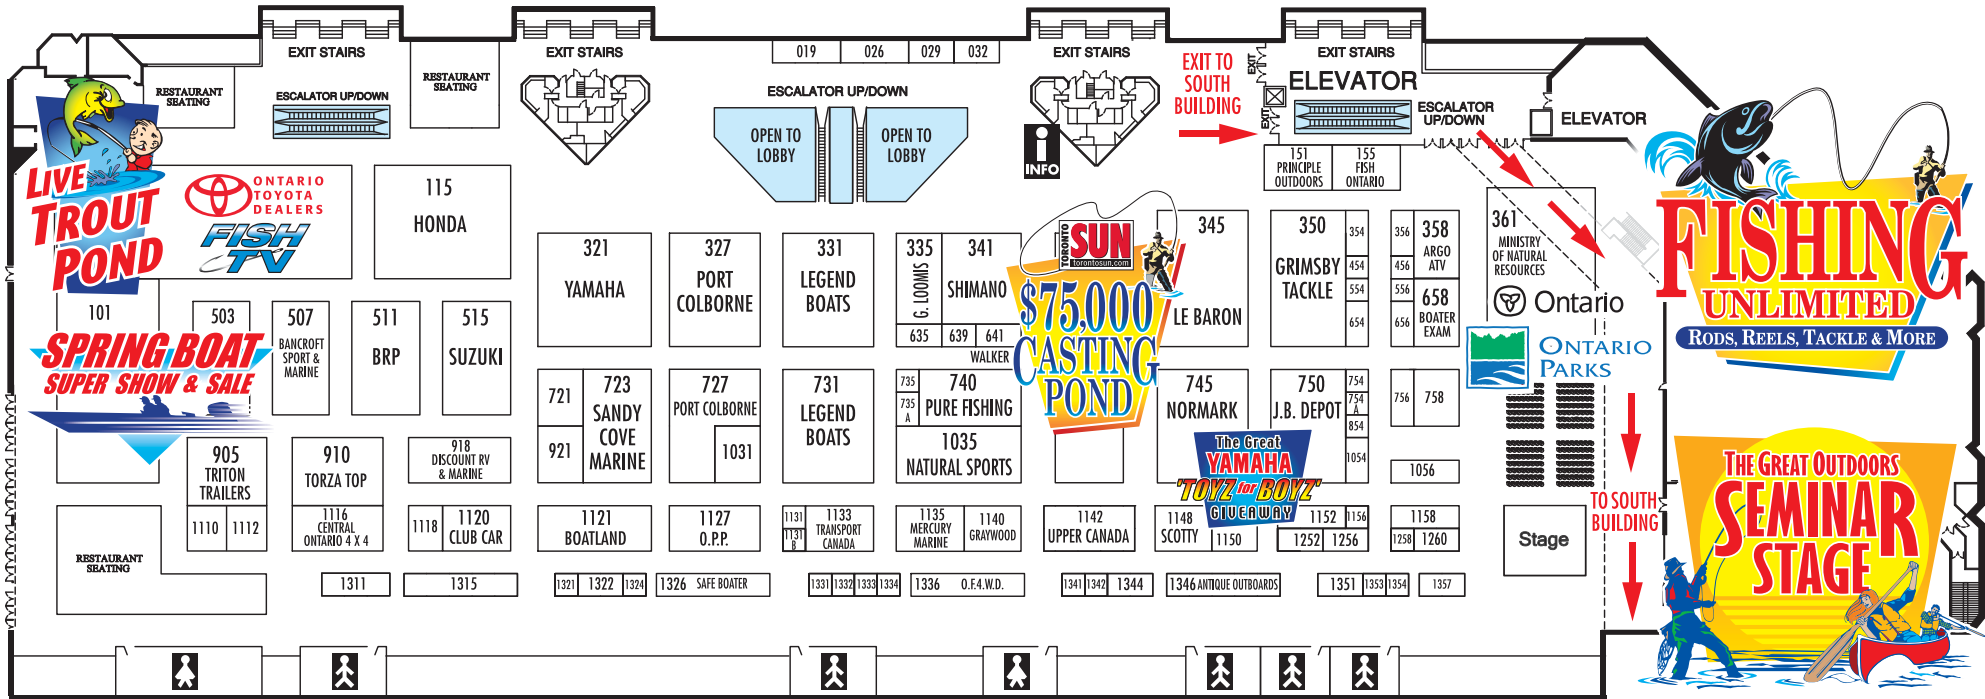 EXIT STAIRS
EXIT STAIRS
019
026
029
032
EXIT STAIRS
EXIT STAIRS
RESTAURANT
SEATING
RESTAURANT
SEATING
ESCALATOR UP/DOWN
ESCALATOR UP/DOWN
OPEN TO
LOBBY
OPEN TO
LOBBY
i
INFO
EXIT TO
SOUTH
BUILDING
EXIT
EXIT
ELEVATOR
ESCALATOR
UP/DOWN
ELEVATOR
LIVE
TROUT
POND
ONTARIO
TOYOTA
DEALERS
FISH
TV
115
HONDA
151
PRINCIPLE
OUTDOORS
155
FISH
ONTARIO
321
YAMAHA
327
PORT
COLBORNE
331
LEGEND
BOATS
335
G. LOOMIS
341
SHIMANO
635
639
641
WALKER
TORONTO
SUN
torontosun.com
$75,000
CASTING
POND
345
LE BARON
350
GRIMSBY
TACKLE
354
454
554
654
356
456
556
656
358
ARGO
ATV
658
BOATER
EXAM
361
MINISTRY
OF NATURAL
RESOURCES
Ontario
ONTARIO
PARKS
FISHING
UNLIMITED
RODS, REELS, TACKLE & MORE
101
503
SPRING BOAT
SUPER SHOW & SALE
507
BANCROFT
SPORT &
MARINE
511
BRP
515
SUZUKI
721
921
723
SANDY
COVE
MARINE
727
PORT COLBORNE
1031
731
LEGEND
BOATS
735
735
A
740
PURE FISHING
1035
NATURAL SPORTS
745
NORMARK
750
J.B. DEPOT
754
754
A
854
1054
756
758
1056
The Great
YAMAHA
'TOYZ for BOYZ'
GIVEAWAY
905
TRITON
TRAILERS
910
TORZA TOP
918
DISCOUNT RV
& MARINE
1110
1112
1116
CENTRAL
ONTARIO 4 X 4
1118
1120
CLUB CAR
1121
BOATLAND
1127
O.P.P.
1131
1131
B
1133
TRANSPORT
CANADA
1135
MERCURY
MARINE
1140
GRAYWOOD
1142
UPPER CANADA
1148
SCOTTY
1150
1152
1156
1252
1256
1158
1258
1260
Stage
TO SOUTH
BUILDING
THE GREAT OUTDOORS
SEMINAR
STAGE
RESTAURANT
SEATING
1311
1315
1321
1322
1324
1326 SAFE BOATER
1331
1332
1333
1334
1336 O.F.4.W.D.
1341
1342
1344
1346 ANTIQUE OUTBOARDS
1351
1353
1354
1357